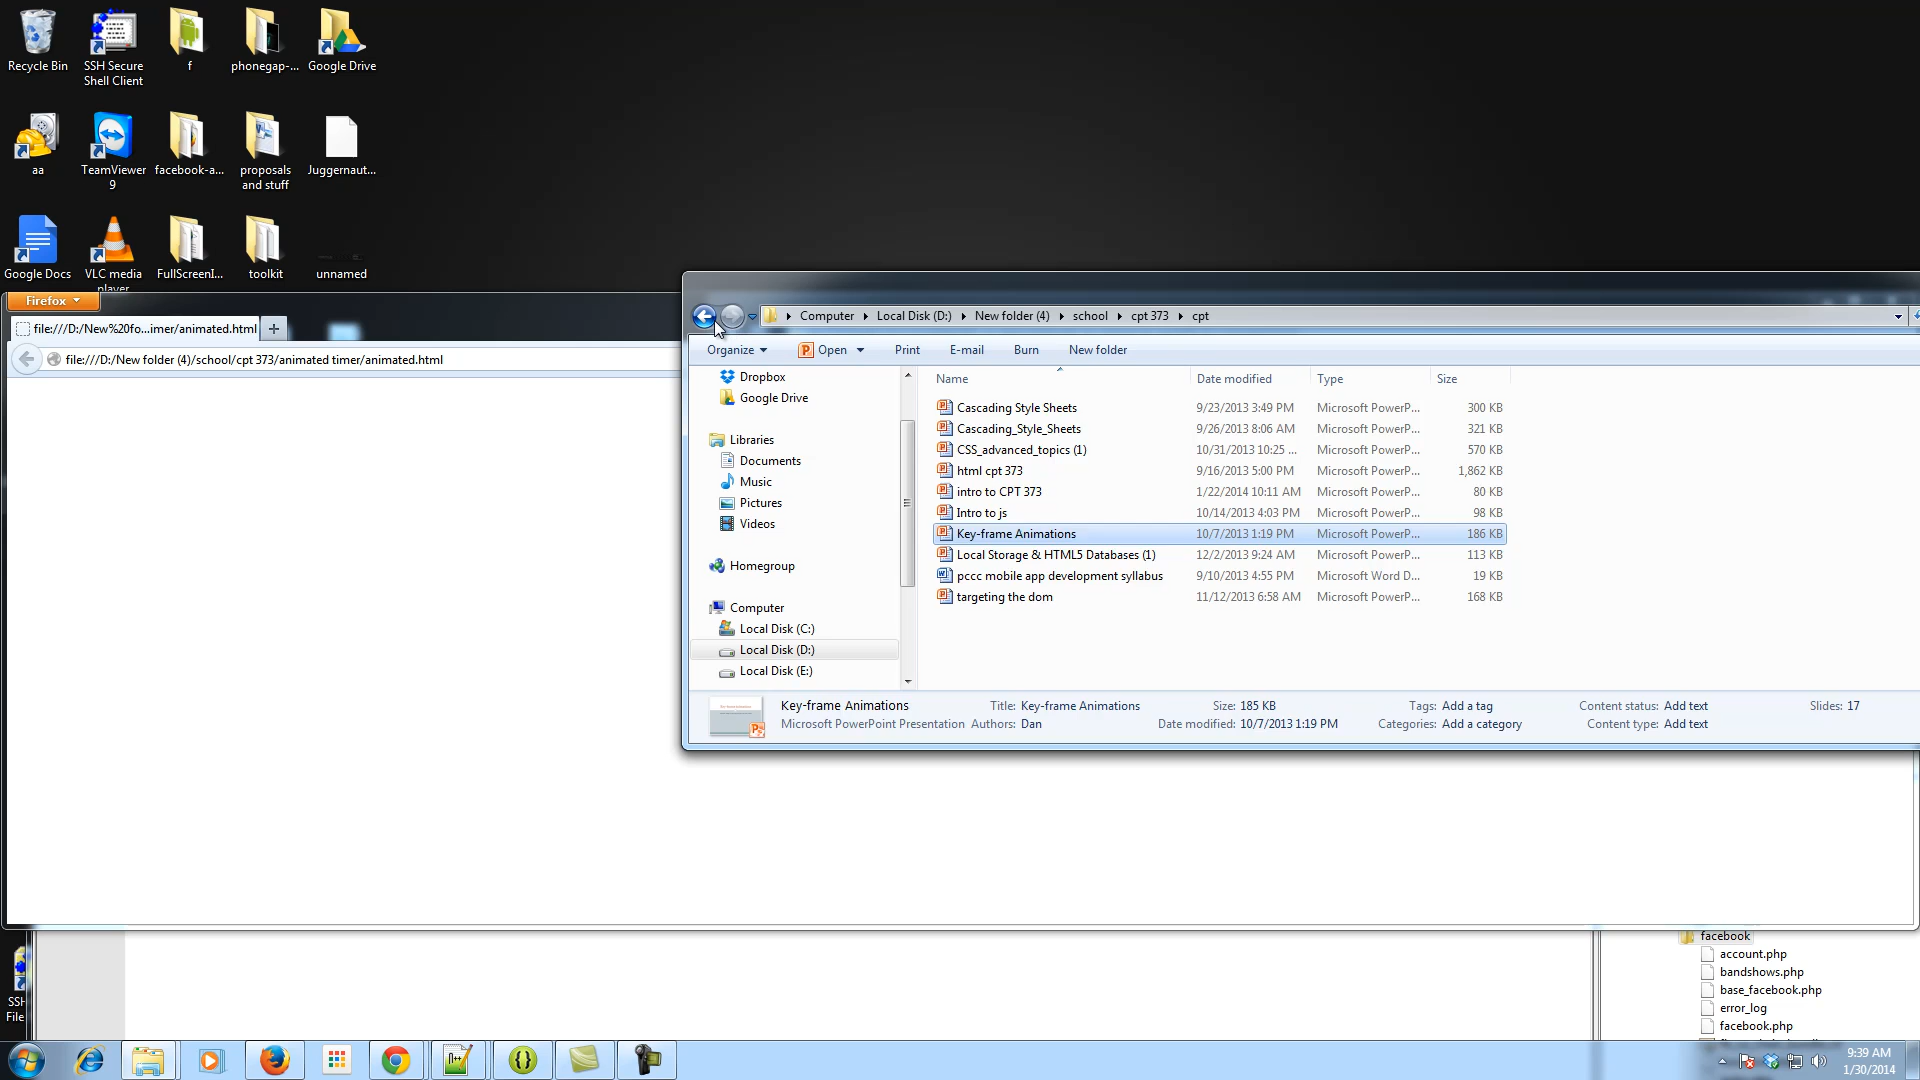 Recycle Bin
SSH Secure
Shell Client
f
phonegap-...
Google Drive
aa
TeamViewer
9
facebook-a...
proposals
and stuff
Juggernaut...
Google Docs
VLC media
player
FullScreenI...
toolkit
unnamed
Firefox
file:///D:/New%20fo...imer/animated.html
file:///D:/New folder (4)/school/cpt 373/animated timer/animated.html
Computer
Local Disk (D:)
New folder (4)
school
cpt 373
cpt
Organize
Open
Print
E-mail
Burn
New folder
Dropbox
Google Drive
Libraries
Documents
Music
Pictures
Videos
Homegroup
Computer
Local Disk (C:)
Local Disk (D:)
Local Disk (E:)
Name Date modified Type Size
Cascading Style Sheets 9/23/2013 3:49 PM Microsoft PowerP... 300 KB
Cascading_Style_Sheets 9/26/2013 8:06 AM Microsoft PowerP... 321 KB
CSS_advanced_topics (1) 10/31/2013 10:25 ... Microsoft PowerP... 570 KB
html cpt 373 9/16/2013 5:00 PM Microsoft PowerP... 1,862 KB
intro to CPT 373 1/22/2014 10:11 AM Microsoft PowerP... 80 KB
Intro to js 10/14/2013 4:03 PM Microsoft PowerP... 98 KB
Key-frame Animations 10/7/2013 1:19 PM Microsoft PowerP... 186 KB
Local Storage & HTML5 Databases (1) 12/2/2013 9:24 AM Microsoft PowerP... 113 KB
pccc mobile app development syllabus 9/10/2013 4:55 PM Microsoft Word D... 19 KB
targeting the dom 11/12/2013 6:58 AM Microsoft PowerP... 168 KB
Key-frame Animations Title: Key-frame Animations Size: 185 KB Tags: Add a tag Content status: Add text Slides: 17
Microsoft PowerPoint Presentation Authors: Dan Date modified: 10/7/2013 1:19 PM Categories: Add a category Content type: Add text
SSH
File
facebook
account.php
bandshows.php
base_facebook.php
error_log
facebook.php
9:39 AM
1/30/2014